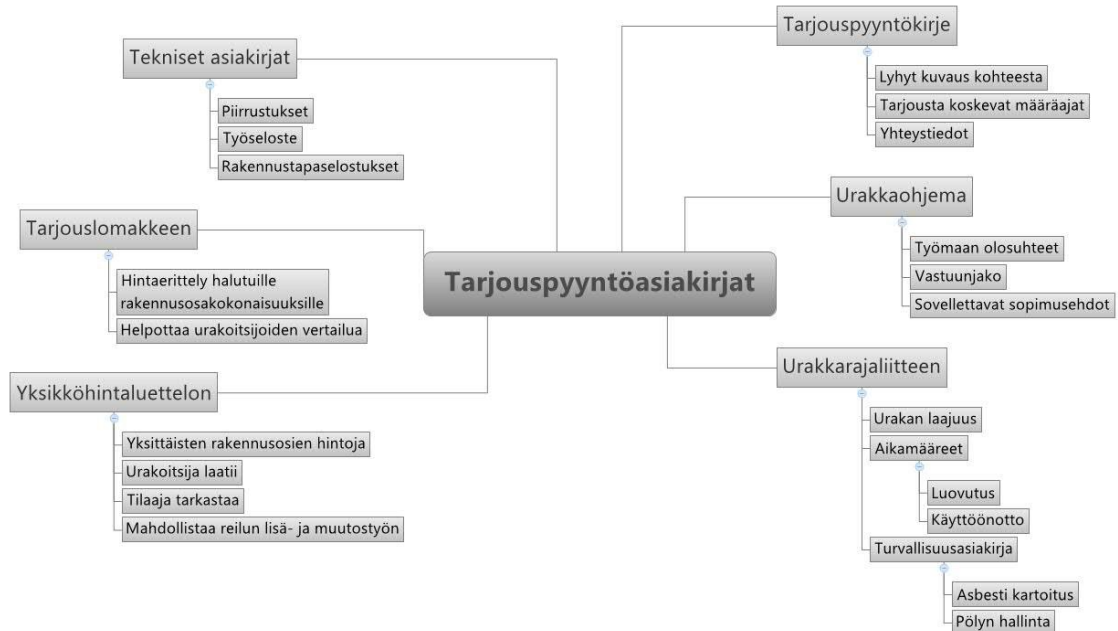 Tarjouspyyntöasiakirjat
Tekniset asiakirjat
Piirrustukset
Työseloste
Rakennustapaselostukset
Tarjouslomakkeen
Hintaerittely halutuille
rakennusosakokonaisuuksille
Helpottaa urakoitsijoiden vertailua
Yksikköhintaluettelon
Yksittäisten rakennusosien hintoja
Urakoitsija laatii
Tilaaja tarkastaa
Mahdollistaa reilun lisä- ja muutostyön
Tarjouspyyntökirje
Lyhyt kuvaus kohteesta
Tarjousta koskevat määräajat
Yhteystiedot
Urakkaohjema
Työmaan olosuhteet
Vastuunjako
Sovellettavat sopimusehdot
Urakkarajaliitteen
Urakan laajuus
Aikamääreet
Luovutus
Käyttöönotto
Turvallisuusasiakirja
Asbesti kartoitus
Pölyn hallinta